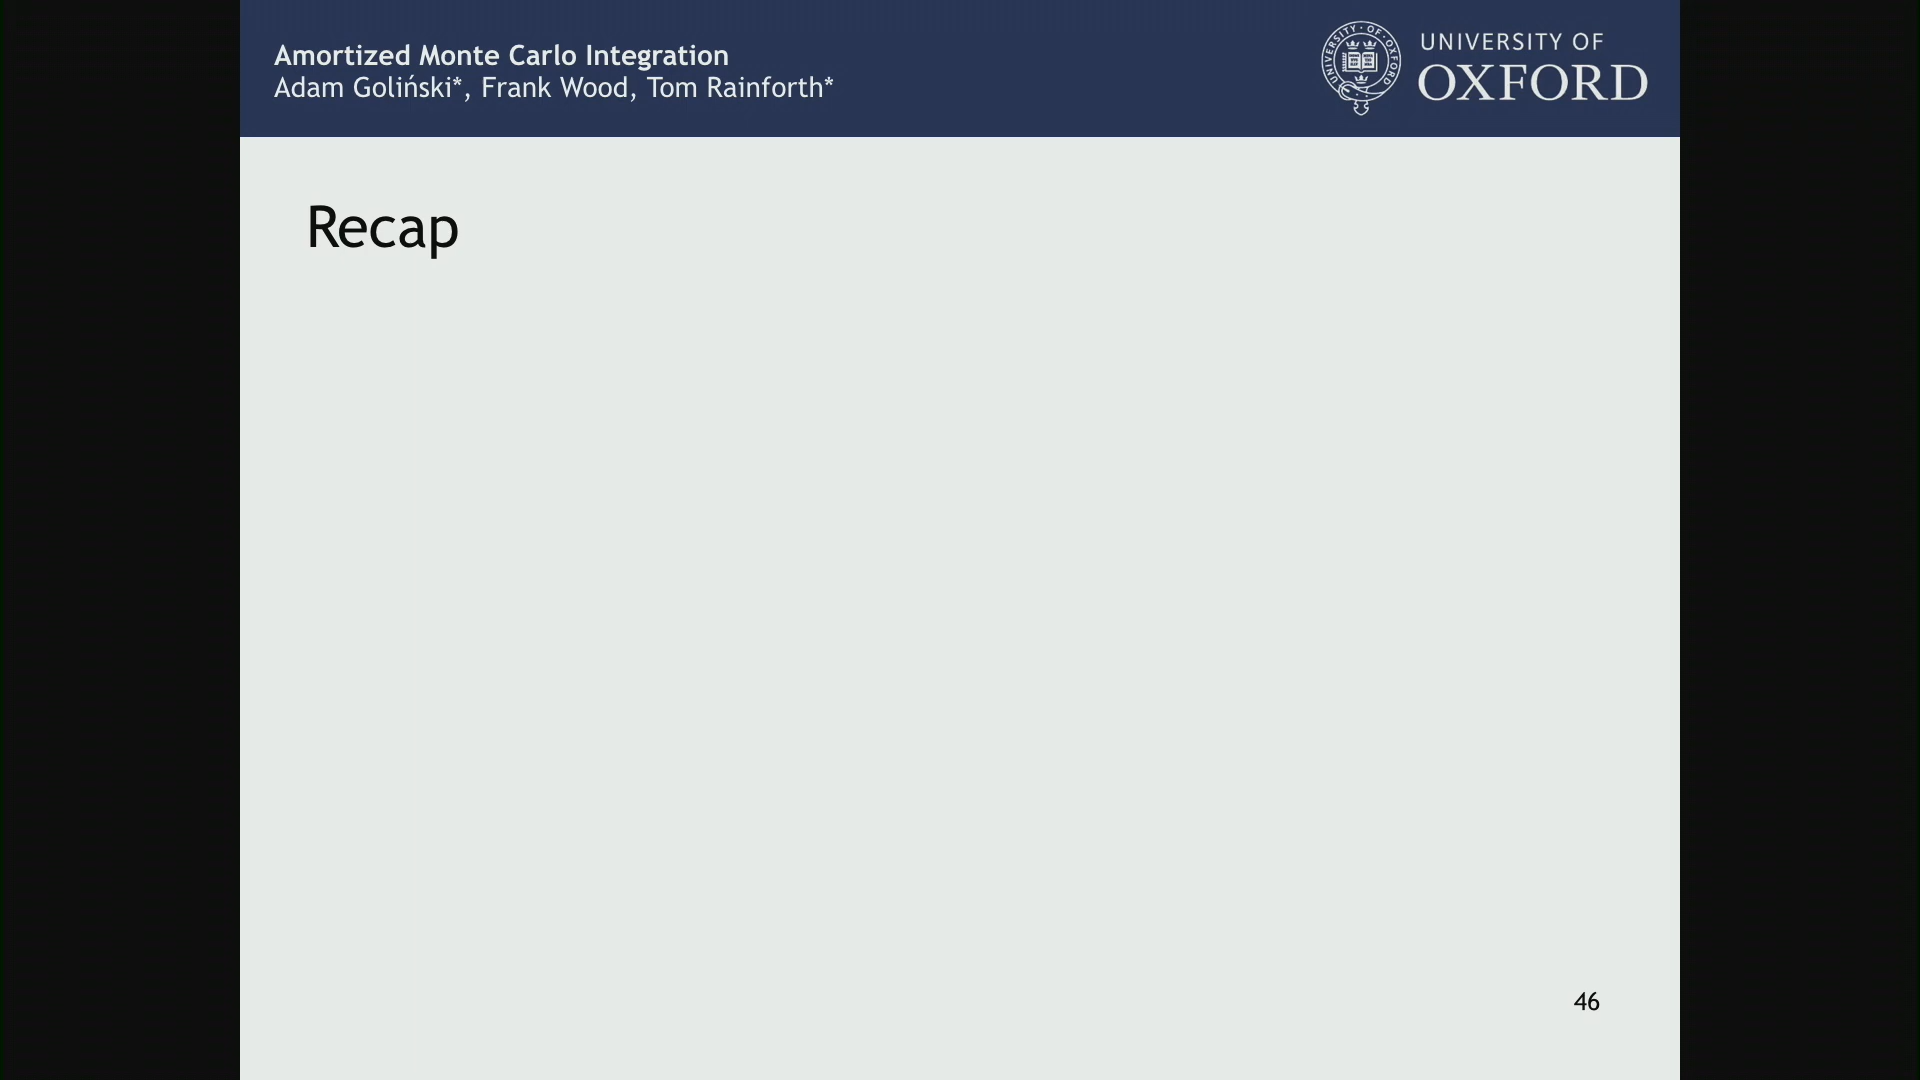 Amortized Monte Carlo Integration
Adam Goliński*, Frank Wood, Tom Rainforth*
UNIVERSITY OF
OXFORD
Recap
46